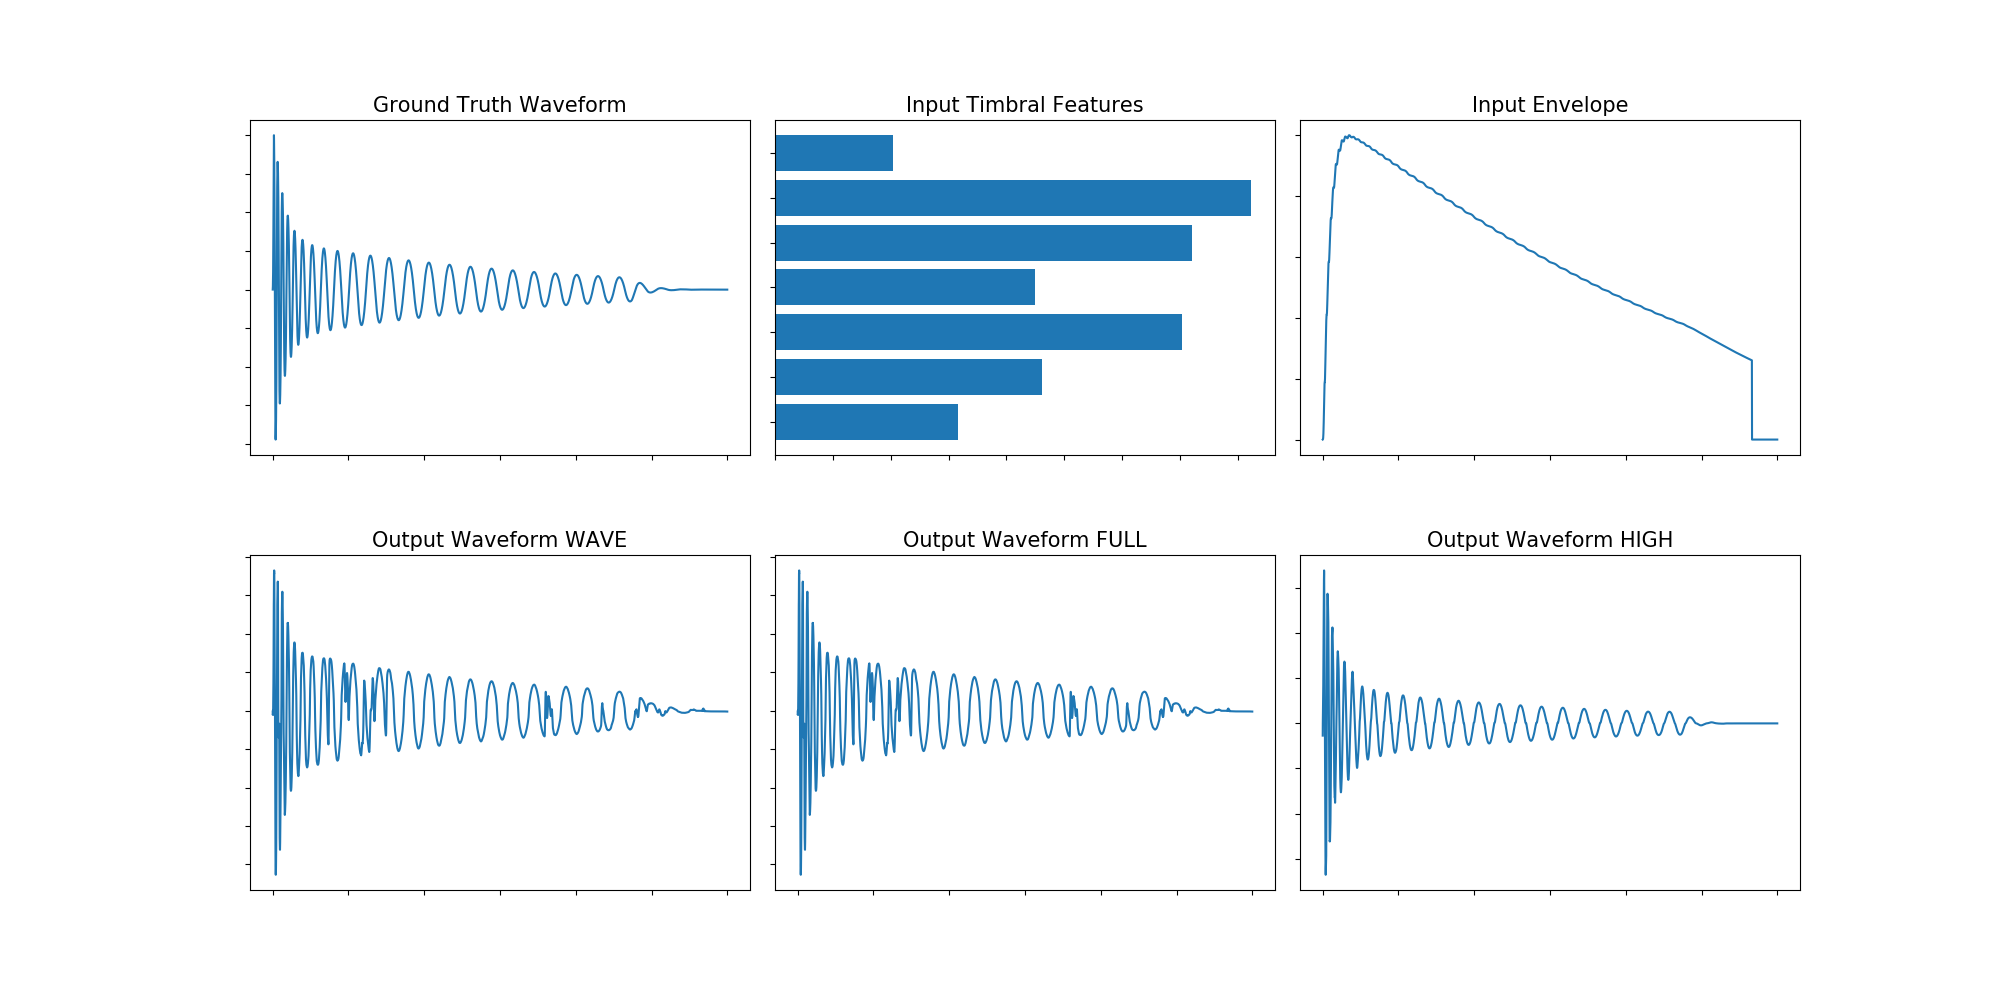 Ground Truth Waveform
Input Timbral Features
Input Envelope
Output Waveform WAVE
Output Waveform FULL
Output Waveform HIGH